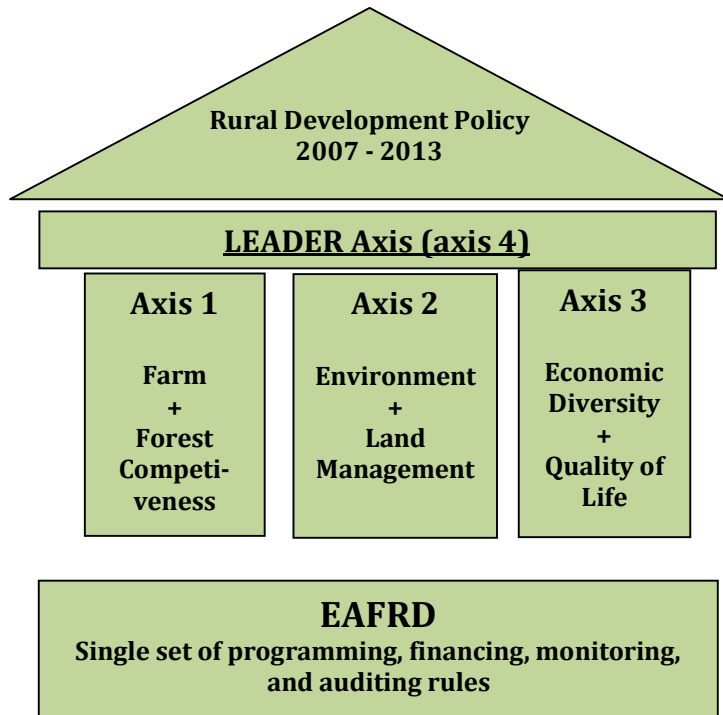 Rural Development Policy
2007 - 2013
LEADER Axis (axis 4)
Axis 1
Farm
+
Forest
Competi-
veness
Axis 2
Environment
+
Land
Management
Axis 3
Economic
Diversity
+
Quality of
Life
EAFRD
Single set of programming, financing, monitoring,
and auditing rules